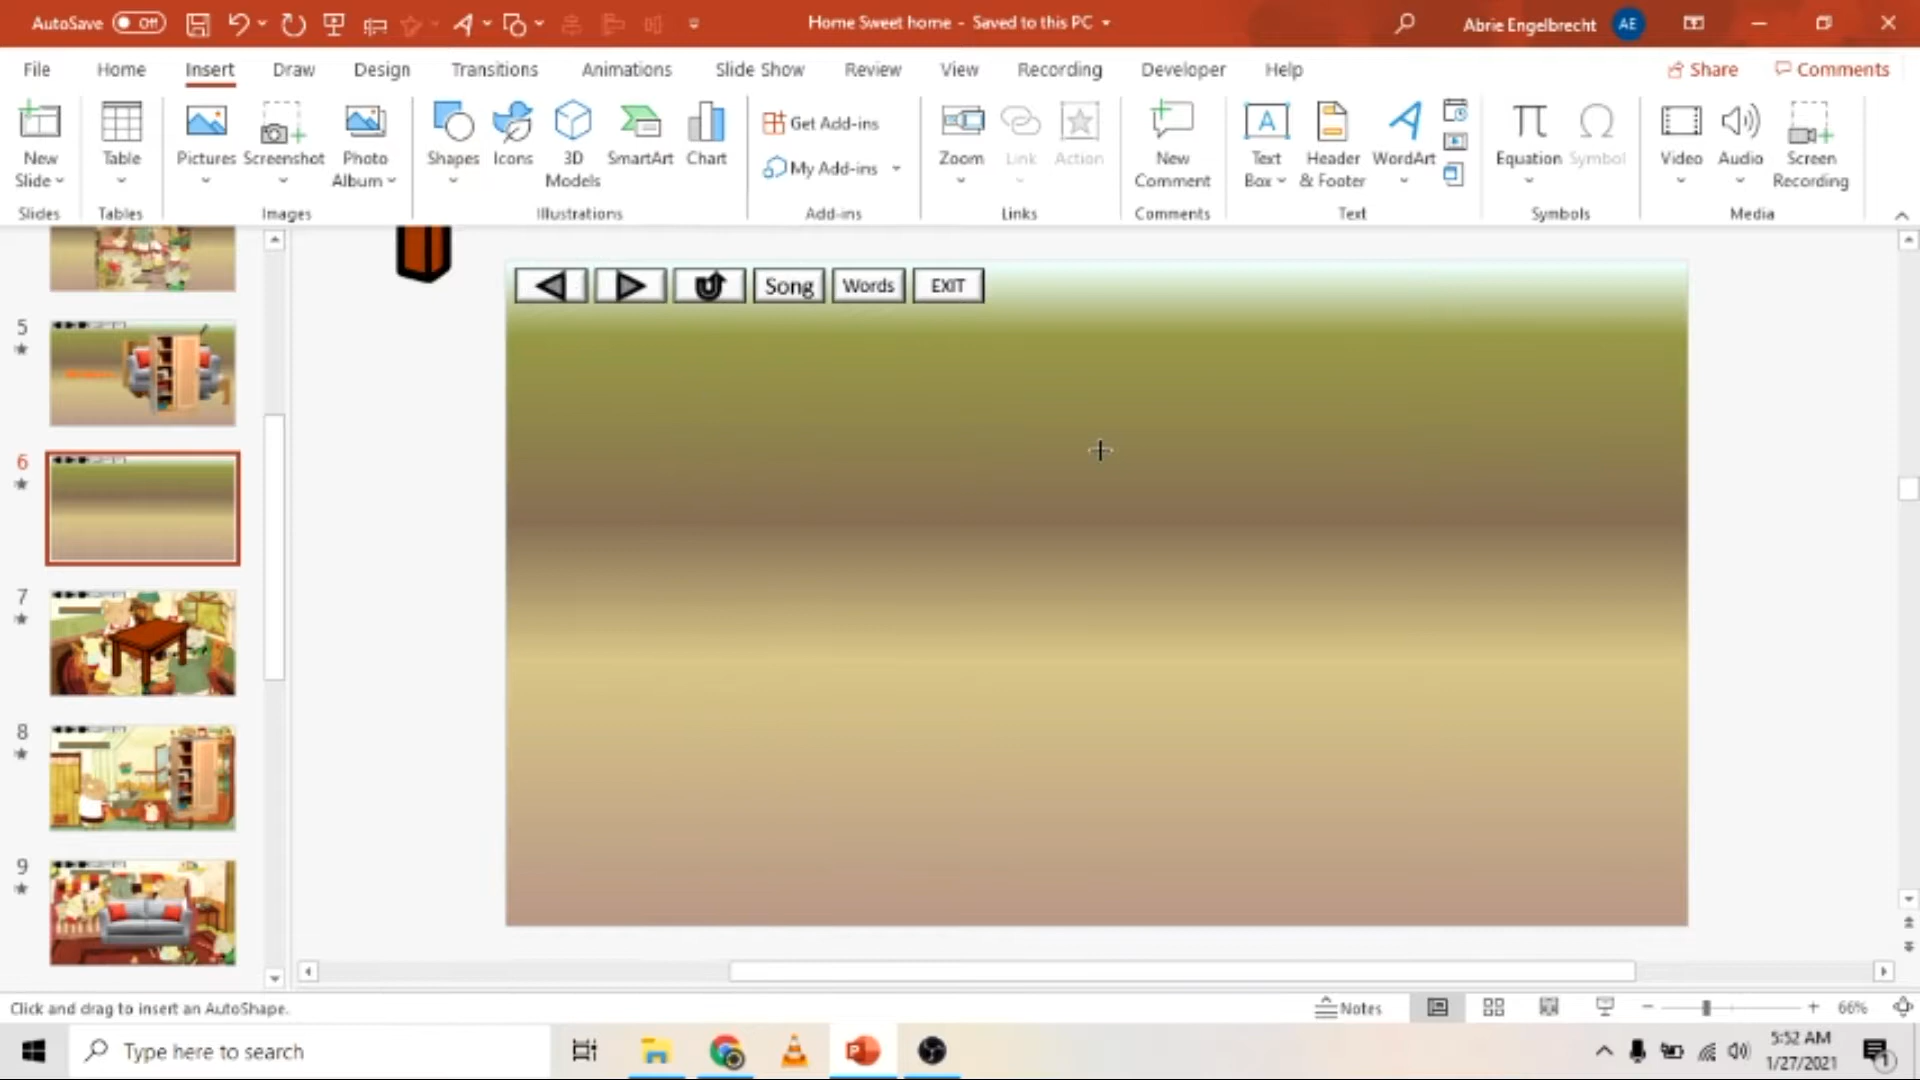 AutoSave Off Home Sweet home - Saved to this PC Abrie Engelbrecht AE
File Home Insert Draw Design Transitions Animations Slide Show Review View Recording Developer Help Share Comments
New Slide Table Pictures Screenshot Photo Album Shapes Icons 3D Models SmartArt Chart Get Add-ins My Add-ins Zoom Link Action New Comment Text Box Header & Footer WordArt Equation Symbol Video Audio Screen Recording
Slides Tables Images Illustrations Add-ins Links Comments Text Symbols Media
Song Words EXIT
5
6
7
8
9
Click and drag to insert an AutoShape. Notes 66%
Type here to search 5:52 AM
1/27/2021